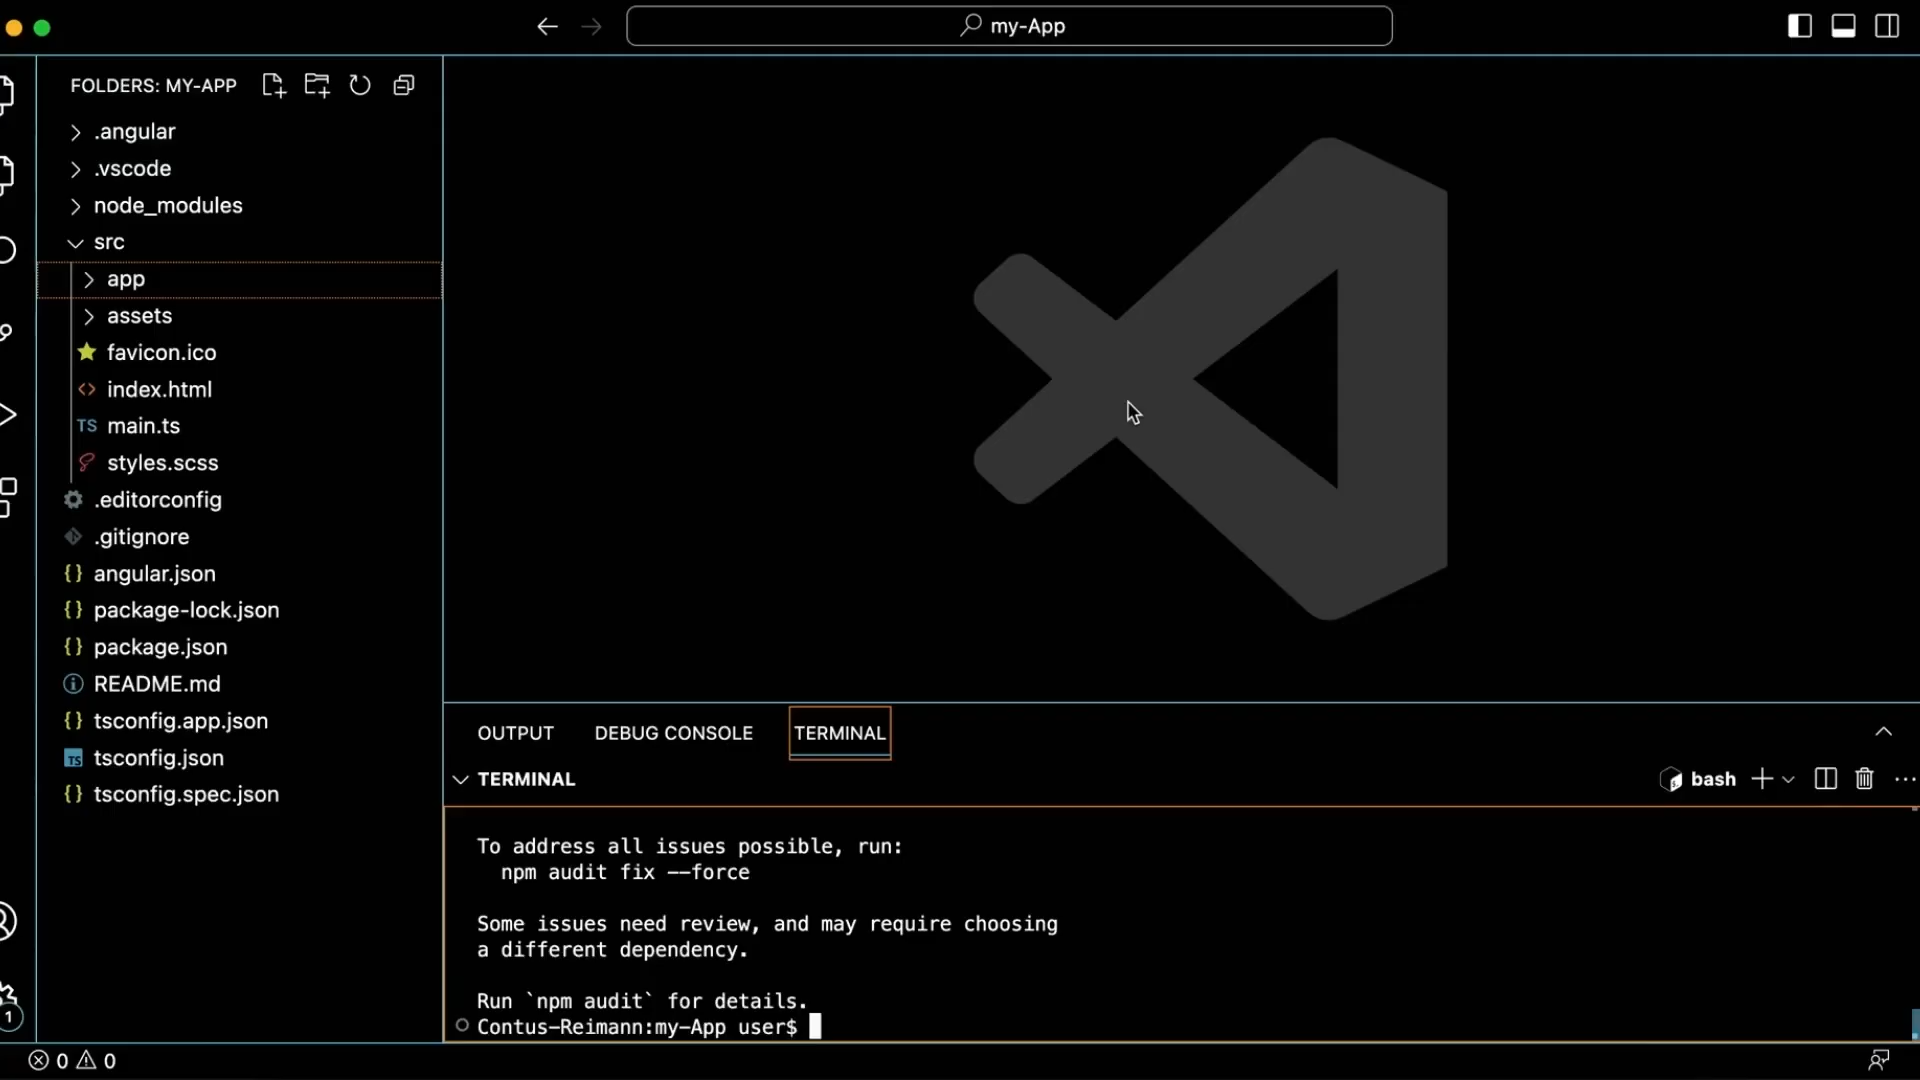 my-App
FOLDERS: MY-APP
.angular
.vscode
node_modules
src
app
assets
favicon.ico
index.html
TS main.ts
styles.scss
.editorconfig
.gitignore
{} angular.json
{} package-lock.json
{} package.json
README.md
{} tsconfig.app.json
TS tsconfig.json
{} tsconfig.spec.json
OUTPUT DEBUG CONSOLE TERMINAL
TERMINAL
bash
To address all issues possible, run:
npm audit fix --force
Some issues need review, and may require choosing
a different dependency.
Run `npm audit` for details.
Contus-Reimann:my-App user$
1
0 0